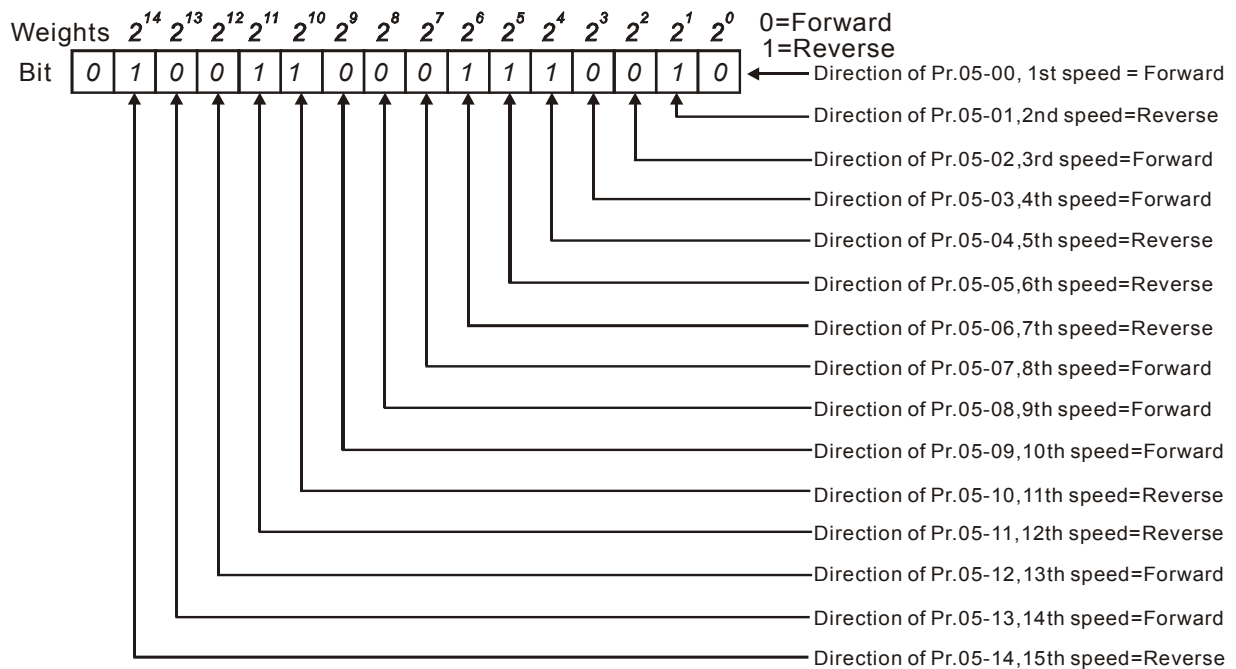 Weights 2^14 2^13 2^12 2^11 2^10 2^9 2^8 2^7 2^6 2^5 2^4 2^3 2^2 2^1 2^0 0=Forward
1=Reverse
Bit 0 1 0 0 1 1 0 0 0 1 1 1 0 0 1 0 Direction of Pr.05-00, 1st speed = Forward
Direction of Pr.05-01,2nd speed=Reverse
Direction of Pr.05-02,3rd speed=Forward
Direction of Pr.05-03,4th speed=Forward
Direction of Pr.05-04,5th speed=Reverse
Direction of Pr.05-05,6th speed=Reverse
Direction of Pr.05-06,7th speed=Reverse
Direction of Pr.05-07,8th speed=Forward
Direction of Pr.05-08,9th speed=Forward
Direction of Pr.05-09,10th speed=Forward
Direction of Pr.05-10,11th speed=Reverse
Direction of Pr.05-11,12th speed=Reverse
Direction of Pr.05-12,13th speed=Forward
Direction of Pr.05-13,14th speed=Forward
Direction of Pr.05-14,15th speed=Reverse